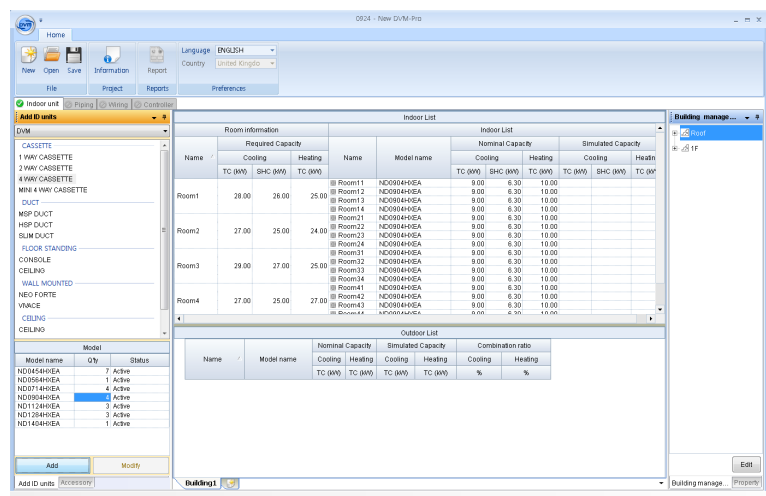 0924 - New DVM-Pro
DVM
Home
New Open Save Information Report
Language ENGLISH
Country United Kingdo
File Project Reports Preferences
Indoor unit Piping Wiring Controller
Add ID units
DVM
CASSETTE
1 WAY CASSETTE
2 WAY CASSETTE
4 WAY CASSETTE
MINI 4 WAY CASSETTE
DUCT
MSP DUCT
HSP DUCT
SLIM DUCT
FLOOR STANDING
CONSOLE
CEILING
WALL MOUNTED
NEO FORTE
VIVACE
CEILING
CEILING
Model
Model name Q'ty Status
ND0454HXEA 7 Active
ND0564HXEA 1 Active
ND0714HXEA 4 Active
ND0904HXEA 4 Active
ND1124HXEA 3 Active
ND1284HXEA 3 Active
ND1404HXEA 1 Active
Add Modify
Add ID units Accessory
Indoor List
Room information Indoor List
Required Capacity Nominal Capacity Simulated Capacity
Name Cooling Heating Name Model name Cooling Heating Cooling Heatin
TC (kW) SHC (kW) TC (kW) TC (kW) SHC (kW) TC (kW) TC (kW) SHC (kW) TC (kW
Room1 28.00 26.00 25.00
Room11 ND0904HXEA 9.00 6.30 10.00
Room12 ND0904HXEA 9.00 6.30 10.00
Room13 ND0904HXEA 9.00 6.30 10.00
Room14 ND0904HXEA 9.00 6.30 10.00
Room2 27.00 25.00 24.00
Room21 ND0904HXEA 9.00 6.30 10.00
Room22 ND0904HXEA 9.00 6.30 10.00
Room23 ND0904HXEA 9.00 6.30 10.00
Room24 ND0904HXEA 9.00 6.30 10.00
Room3 29.00 27.00 25.00
Room31 ND0904HXEA 9.00 6.30 10.00
Room32 ND0904HXEA 9.00 6.30 10.00
Room33 ND0904HXEA 9.00 6.30 10.00
Room34 ND0904HXEA 9.00 6.30 10.00
Room4 27.00 25.00 27.00
Room41 ND0904HXEA 9.00 6.30 10.00
Room42 ND0904HXEA 9.00 6.30 10.00
Room43 ND0904HXEA 9.00 6.30 10.00
Room44 ND0904HXEA 9.00 6.30 10.00
Outdoor List
Nominal Capacity Simulated Capacity Combination ratio
Name Model name Cooling Heating Cooling Heating Cooling Heating
TC (kW) TC (kW) TC (kW) TC (kW) % %
Building1
Building manage...
Roof
1F
Edit
Building manage... Property